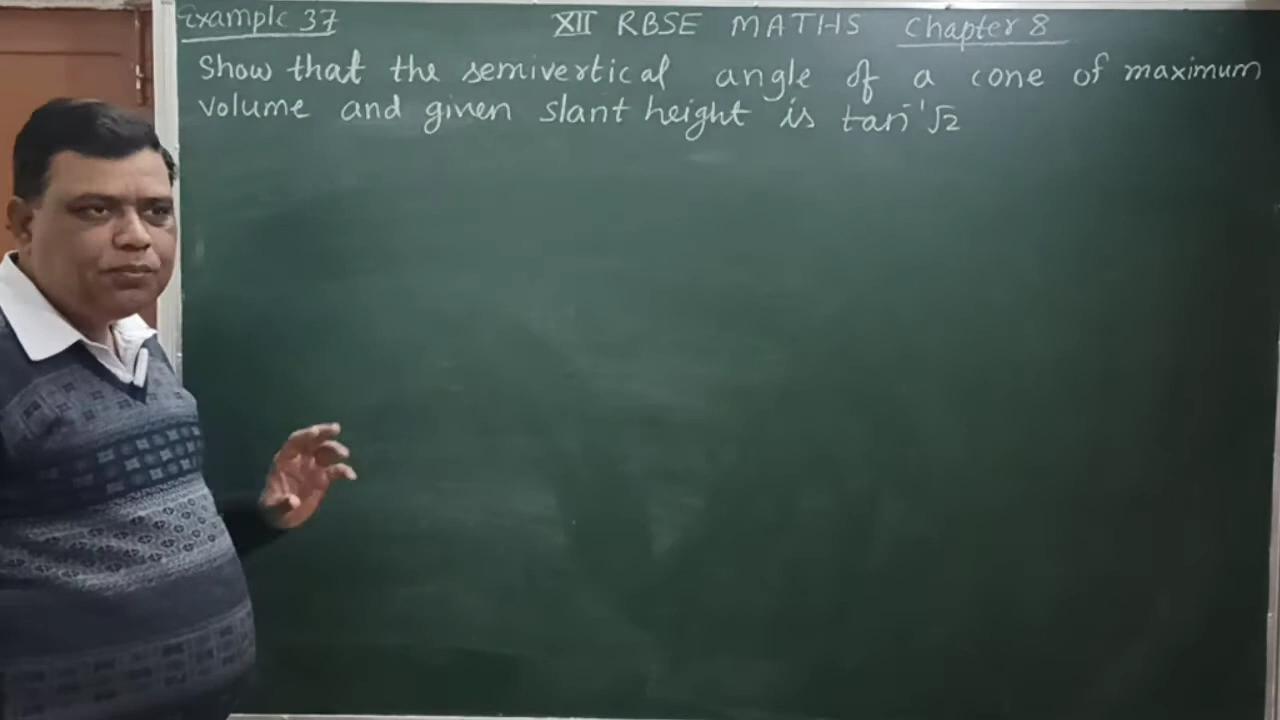 Example 37
XII RBSE MATHS Chapter 8
Show that the semivertical angle of a cone of maximum
volume and given slant height is tan⁻¹√2